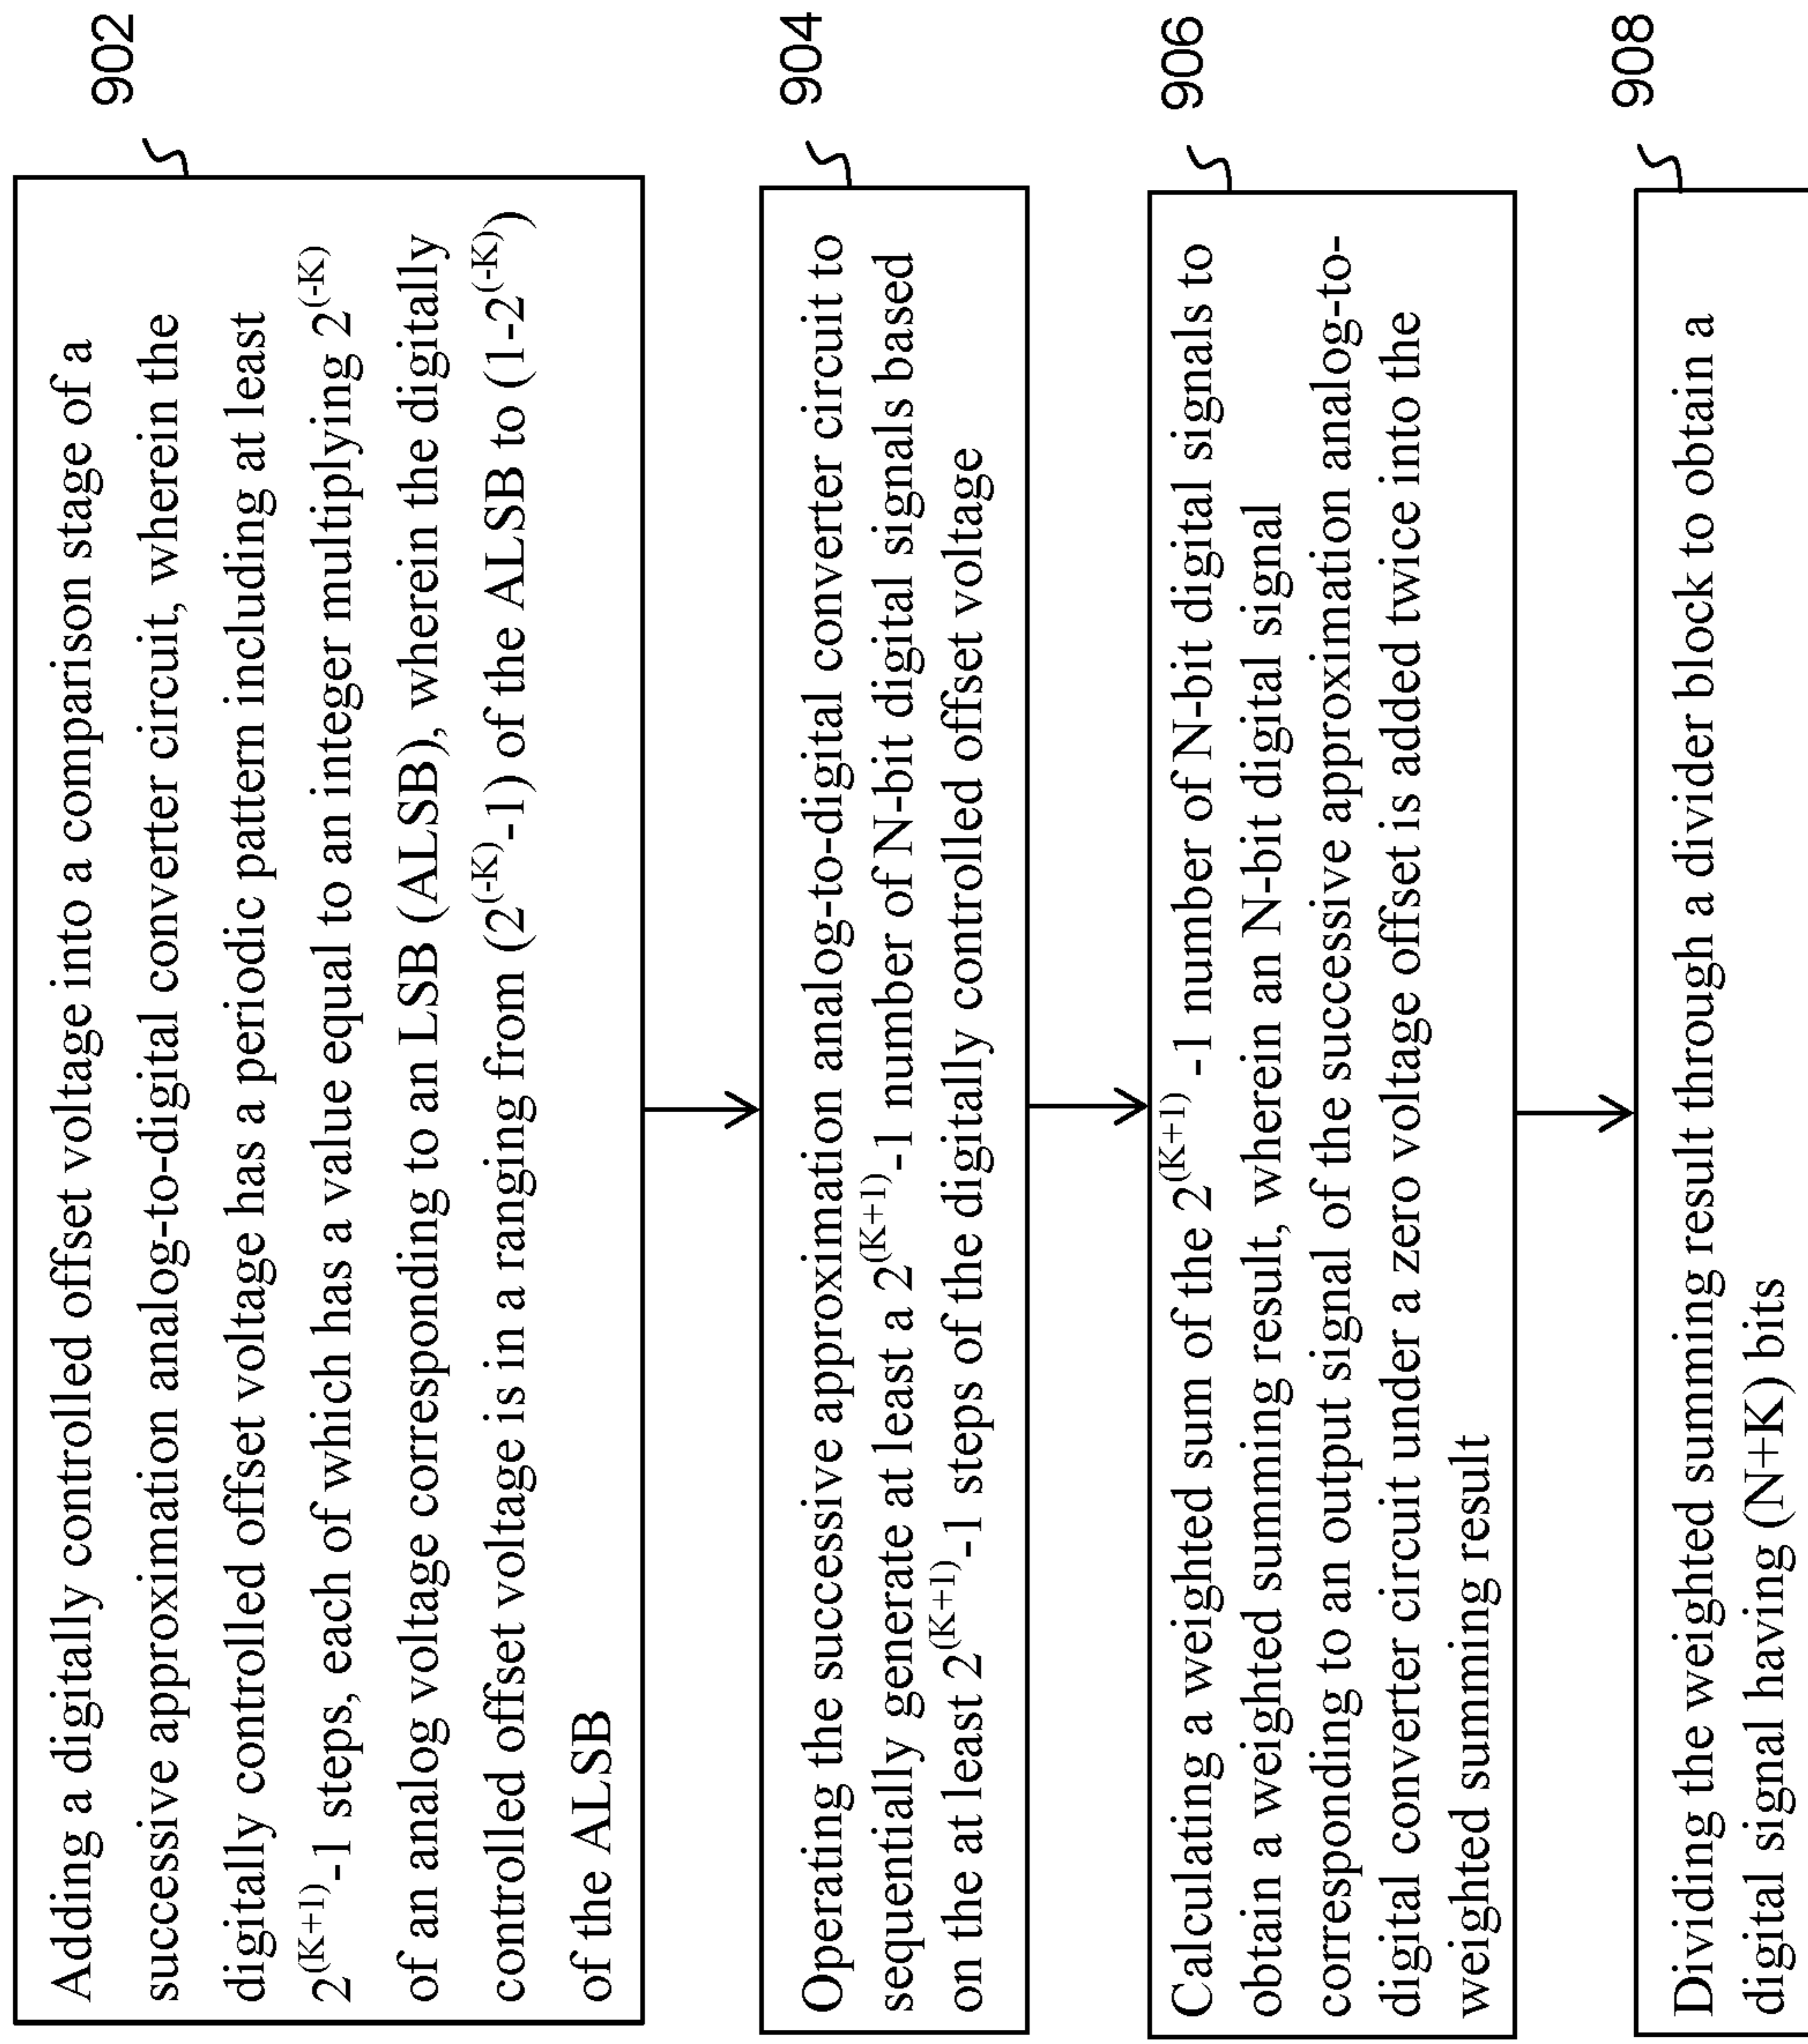 902
Adding a digitally controlled offset voltage into a comparison stage of a
successive approximation analog-to-digital converter circuit, wherein the
digitally controlled offset voltage has a periodic pattern including at least
2^(K+1)-1 steps, each of which has a value equal to an integer multiplying 2^(-K)
of an analog voltage corresponding to an LSB (ALSB), wherein the digitally
controlled offset voltage is in a ranging from (2^(-K)-1) of the ALSB to (1-2^(-K))
of the ALSB
904
Operating the successive approximation analog-to-digital converter circuit to
sequentially generate at least a 2^(K+1)-1 number of N-bit digital signals based
on the at least 2^(K+1)-1 steps of the digitally controlled offset voltage
906
Calculating a weighted sum of the 2^(K+1) -1 number of N-bit digital signals to
obtain a weighted summing result, wherein an N-bit digital signal
corresponding to an output signal of the successive approximation analog-to-
digital converter circuit under a zero voltage offset is added twice into the
weighted summing result
908
Dividing the weighted summing result through a divider block to obtain a
digital signal having (N+K) bits